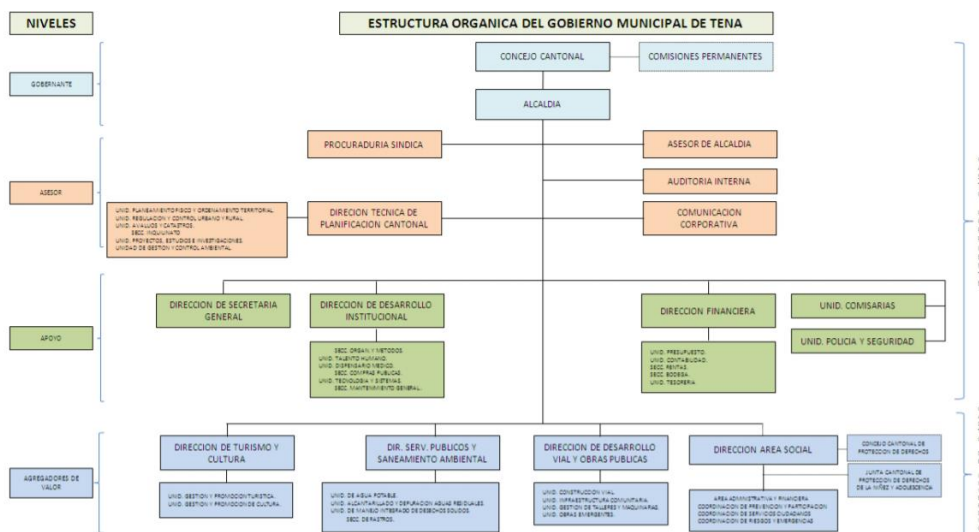 NIVELES
ESTRUCTURA ORGANICA DEL GOBIERNO MUNICIPAL DE TENA
GOBERNANTE
CONCEJO CANTONAL
COMISIONES PERMANENTES
ALCALDIA
ASESOR
PROCURADURIA SINDICA
ASESOR DE ALCALDIA
AUDITORIA INTERNA
UNID. PLANEAMIENTO FISICO Y ORDENAMIENTO TERRITORIAL.
UNID. REGULACION Y CONTROL URBANO Y RURAL.
UNID. AVALUOS Y CATASTROS.
SECC. INQUILINATO
UNID. PROYECTOS, ESTUDIOS E INVESTIGACIONES.
UNIDAD DE GESTION Y CONTROL AMBIENTAL.
DIRECION TECNICA DE
PLANIFICACION CANTONAL
COMUNICACION
CORPORATIVA
APOYO
DIRECCION DE SECRETARIA
GENERAL
DIRECCION DE DESARROLLO
INSTITUCIONAL
SECC. ORGAN. Y METODOS.
UNID. TALENTO HUMANO.
UNID. DISPENSARIO MEDICO.
SECC. COMPRAS PUBLICAS.
UNID. TECNOLOGIA Y SISTEMAS.
SECC. MANTENIMIENTO GENERAL.
DIRECCION FINANCIERA
UNID. PRESUPUESTO.
UNID. CONTABILIDAD.
SECC. RENTAS.
SECC. BODEGA.
UNID. TESORERIA
UNID. COMISARIAS
UNID. POLICIA Y SEGURIDAD
AGREGADORES
DE VALOR
DIRECCION DE TURISMO Y
CULTURA
UNID. GESTION Y PROMOCION TURISTICA.
UNID. GESTION Y PROMOCION DE CULTURA.
DIR. SERV. PUBLICOS Y
SANEAMIENTO AMBIENTAL
UNID. DE AGUA POTABLE.
UNID. ALCANTARILLADO Y DEPURACION AGUAS RECIDUALES.
UNID. DE MANEJO INTEGRADO DE DESECHOS SOLIDOS
SECC. DE RASTROS.
DIRECCION DE DESARROLLO
VIAL Y OBRAS PUBLICAS
UNID. CONSTRUCCION VIAL.
UNID. INFRAESTRUCTURA COMUNITARIA.
UNID. GESTION DE TALLERES Y MAQUINARIAS.
UNID. OBRAS EMERGENTES.
DIRECCION AREA SOCIAL
AREA ADMINISTRATIVA Y FINANCIERA
COORDINACION DE PREVENCION Y PARTICIPACION
COORDINACION DE SERVICIOS CIUDADANOS
COORDINACION DE RIESGOS Y EMERGENCIAS
CONCEJO CANTONAL DE
PROTECCION DE DERECHOS
JUNTA CANTONAL DE
PROTECCION DE DERECHOS
DE LA NIÑEZ Y ADOLESCENCIA